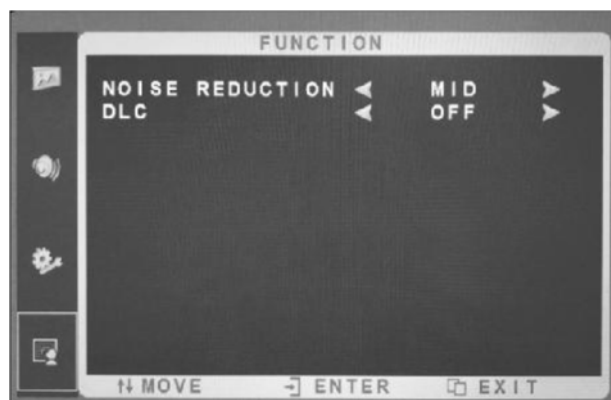 FUNCTION
NOISE REDUCTION MID
DLC OFF
MOVE ENTER EXIT